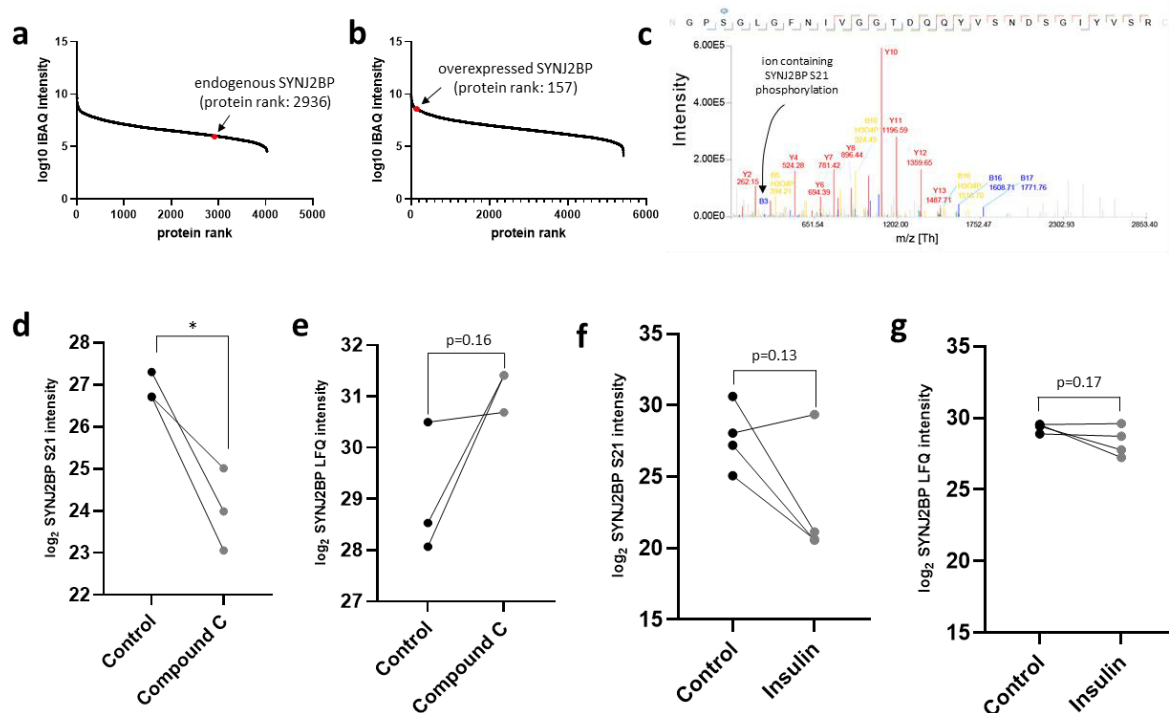 a
15
10
5
0
log10 iBAQ intensity
endogenous SYNJ2BP
(protein rank: 2936)
0 1000 2000 3000 4000 5000
protein rank
b
15
10
5
0
log10 iBAQ intensity
overexpressed SYNJ2BP
(protein rank: 157)
0 2000 4000 6000
protein rank
c
N G P S G L G F N I V G G T D Q Q Y V S N D S G I Y V S R C
6.00E5
4.00E5
2.00E5
0.00E0
Intensity
ion containing
SYNJ2BP S21
phosphorylation
Y10
Y11
1196.59
Y12
1359.65
Y8
896.44
Y7
781.42
Y4
524.28
Y2
262.15
Y6
694.39
Y13
1487.71
B3
H3O4P
H3O4P
H3O4P
B16
1608.71
B17
1771.76
651.54 1202.00 1752.47 2302.93 2853.40
m/z [Th]
d
28
27
26
25
24
23
22
log2 SYNJ2BP S21 intensity
*
Control
Compound C
e
32
31
30
29
28
27
log2 SYNJ2BP LFQ intensity
p=0.16
Control
Compound C
f
35
30
25
20
15
log2 SYNJ2BP S21 intensity
p=0.13
Control
Insulin
g
35
30
25
20
15
log2 SYNJ2BP LFQ intensity
p=0.17
Control
Insulin